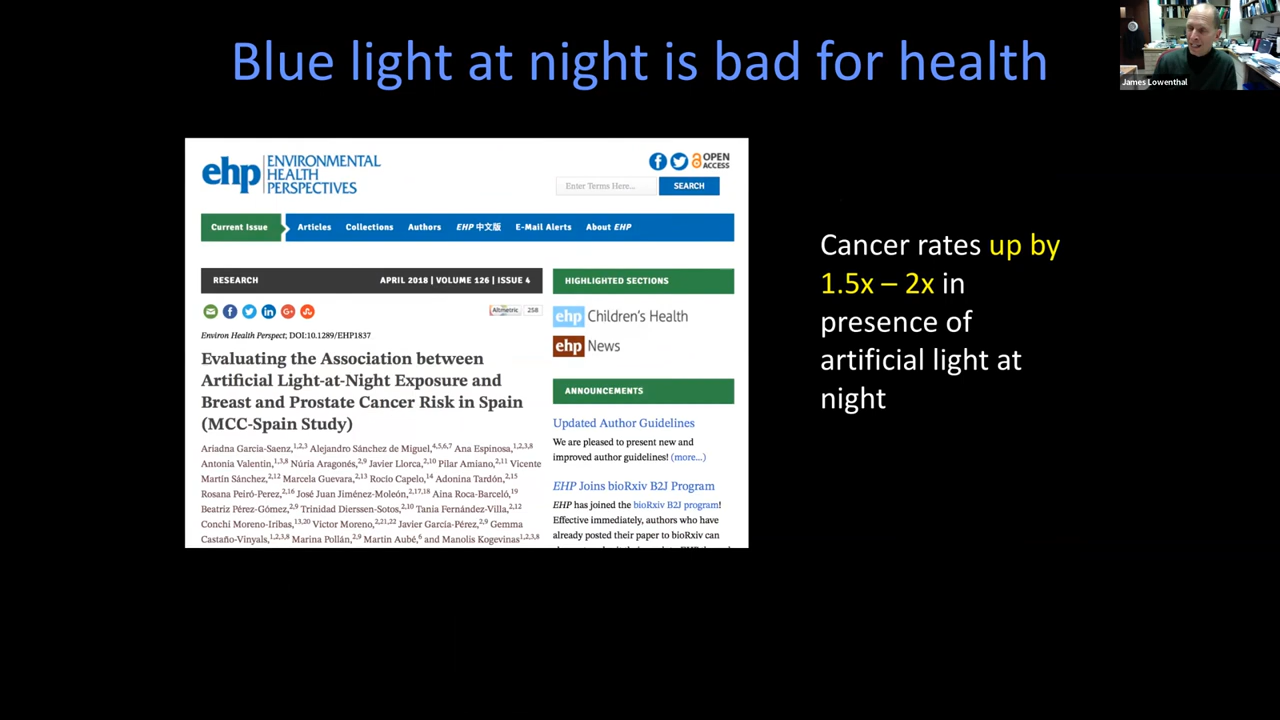 Blue light at night is bad for health
James Lowenthal
ehp ENVIRONMENTAL
HEALTH
PERSPECTIVES
OPEN
ACCESS
Enter Terms Here...
SEARCH
Current Issue
Articles
Collections
Authors
EHP 中文版
E-Mail Alerts
About EHP
RESEARCH
APRIL 2018 | VOLUME 126 | ISSUE 4
Altmetric 258
Environ Health Perspect; DOI:10.1289/EHP1837
Evaluating the Association between
Artificial Light-at-Night Exposure and
Breast and Prostate Cancer Risk in Spain
(MCC-Spain Study)
Ariadna Garcia-Saenz,1,2,3 Alejandro Sánchez de Miguel,4,5,6,7 Ana Espinosa,1,2,3,8
Antonia Valentin,1,3,8 Núria Aragonés,2,9 Javier Llorca,2,10 Pilar Amiano,2,11 Vicente
Martín Sánchez,2,12 Marcela Guevara,2,13 Rocío Capelo,14 Adonina Tardón,2,15
Rosana Peiró-Perez,2,16 José Juan Jiménez-Moleón,2,17,18 Aina Roca-Barceló,19
Beatriz Pérez-Gómez,2,9 Trinidad Dierssen-Sotos,2,10 Tania Fernández-Villa,2,12
Conchi Moreno-Iribas,13,20 Victor Moreno,2,21,22 Javier García-Pérez,2,9 Gemma
Castaño-Vinyals,1,2,3,8 Marina Pollán,2,9 Martin Aubé,6 and Manolis Kogevinas1,2,3,8
HIGHLIGHTED SECTIONS
ehp Children's Health
ehp News
ANNOUNCEMENTS
Updated Author Guidelines
We are pleased to present new and
improved author guidelines! (more...)
EHP Joins bioRxiv B2J Program
EHP has joined the bioRxiv B2J program!
Effective immediately, authors who have
already posted their paper to bioRxiv can
Cancer rates up by
1.5x – 2x in
presence of
artificial light at
night